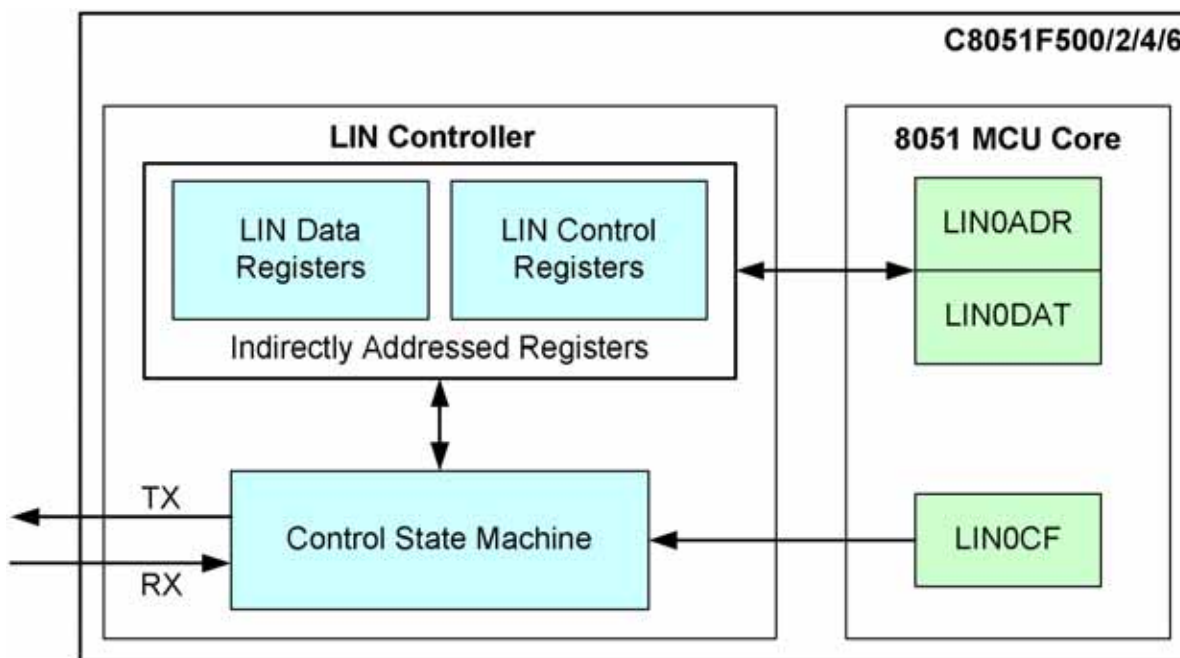 C8051F500/2/4/6
LIN Controller
8051 MCU Core
LIN Data
Registers
LIN Control
Registers
Indirectly Addressed Registers
LIN0ADR
LIN0DAT
TX
RX
Control State Machine
LIN0CF